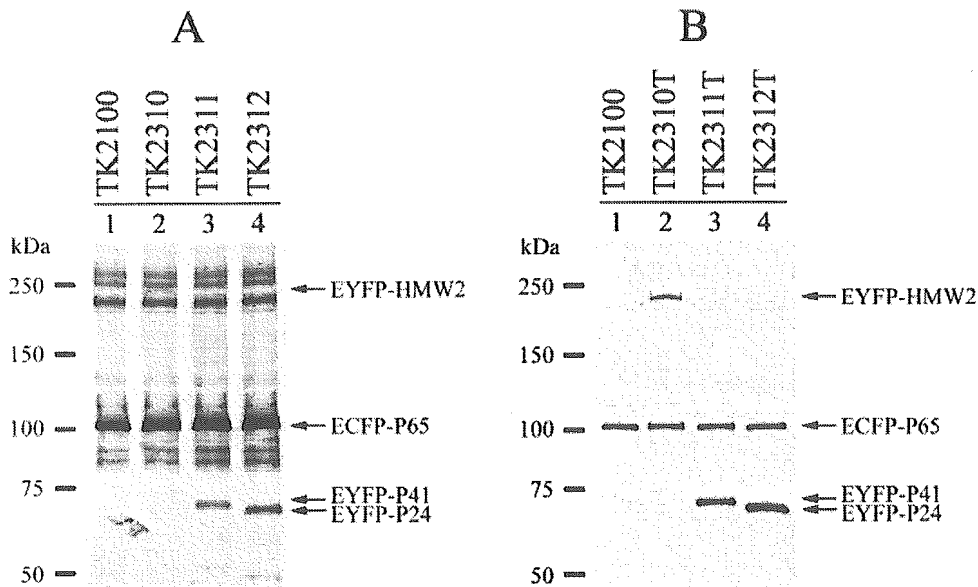 A
TK2100
TK2310
TK2311
TK2312
1 2 3 4
kDa
250
150
100
75
50
EYFP-HMW2
ECFP-P65
EYFP-P41
EYFP-P24
B
TK2100
TK2310T
TK2311T
TK2312T
1 2 3 4
kDa
250
150
100
75
50
EYFP-HMW2
ECFP-P65
EYFP-P41
EYFP-P24